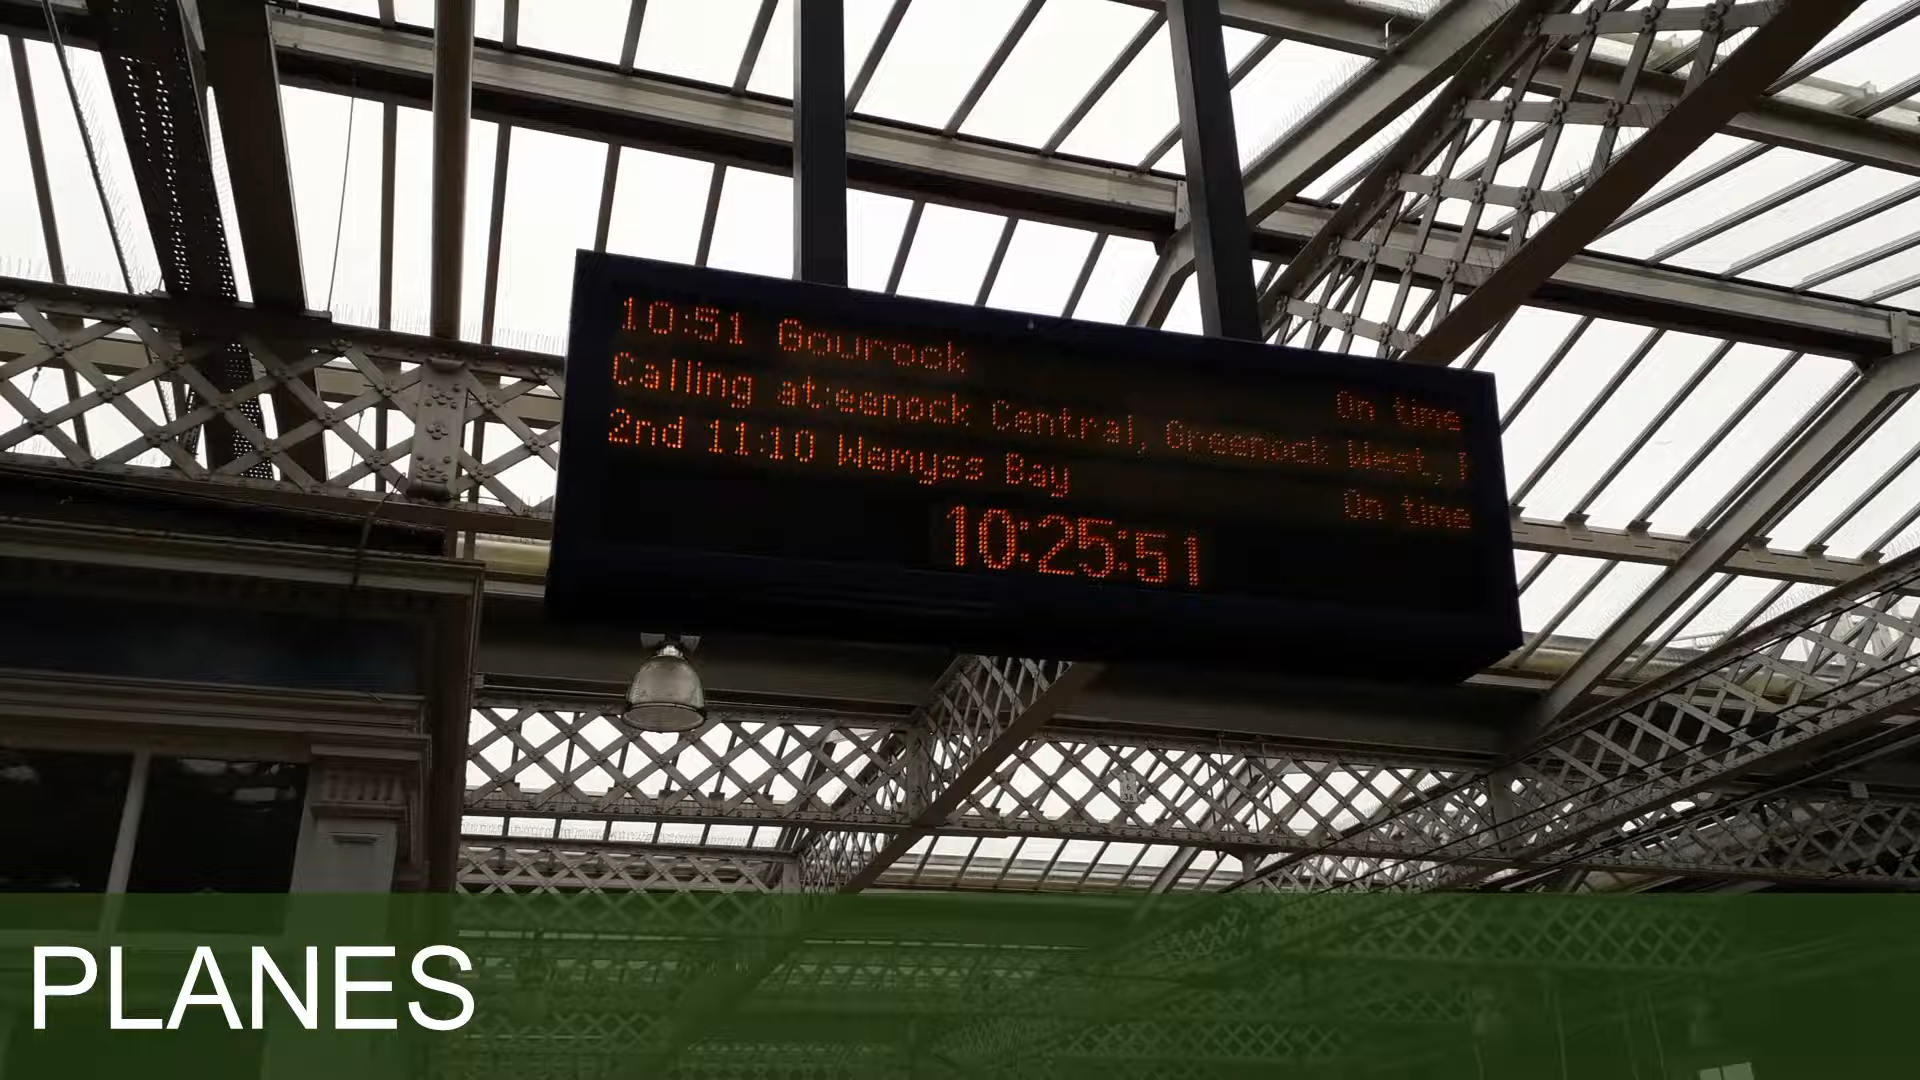 10:51 Gourock
On time
Calling at:eenock Central, Greenock West,
2nd 11:10 Wemyss Bay
On time
10:25:51
PLANES